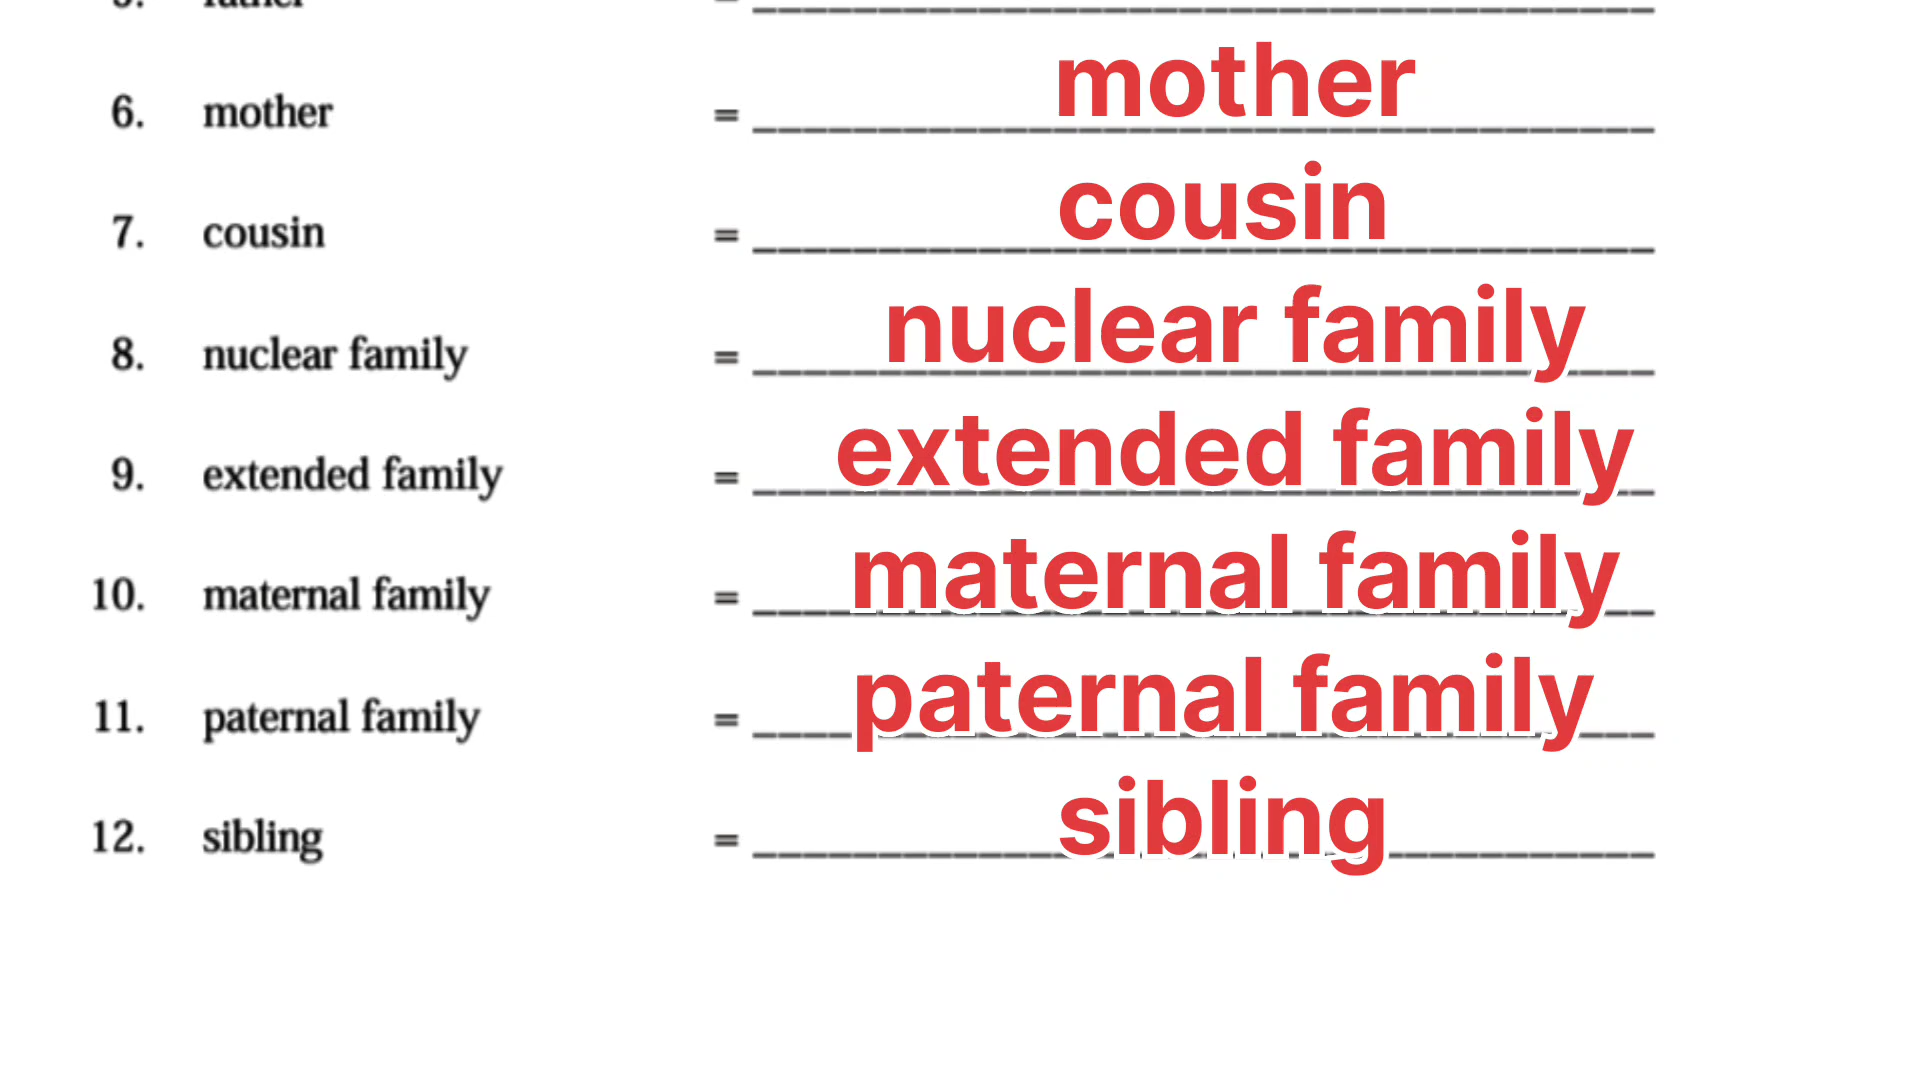 6. mother = mother
7. cousin = cousin
8. nuclear family = nuclear family
9. extended family = extended family
10. maternal family = maternal family
11. paternal family = paternal family
12. sibling = sibling